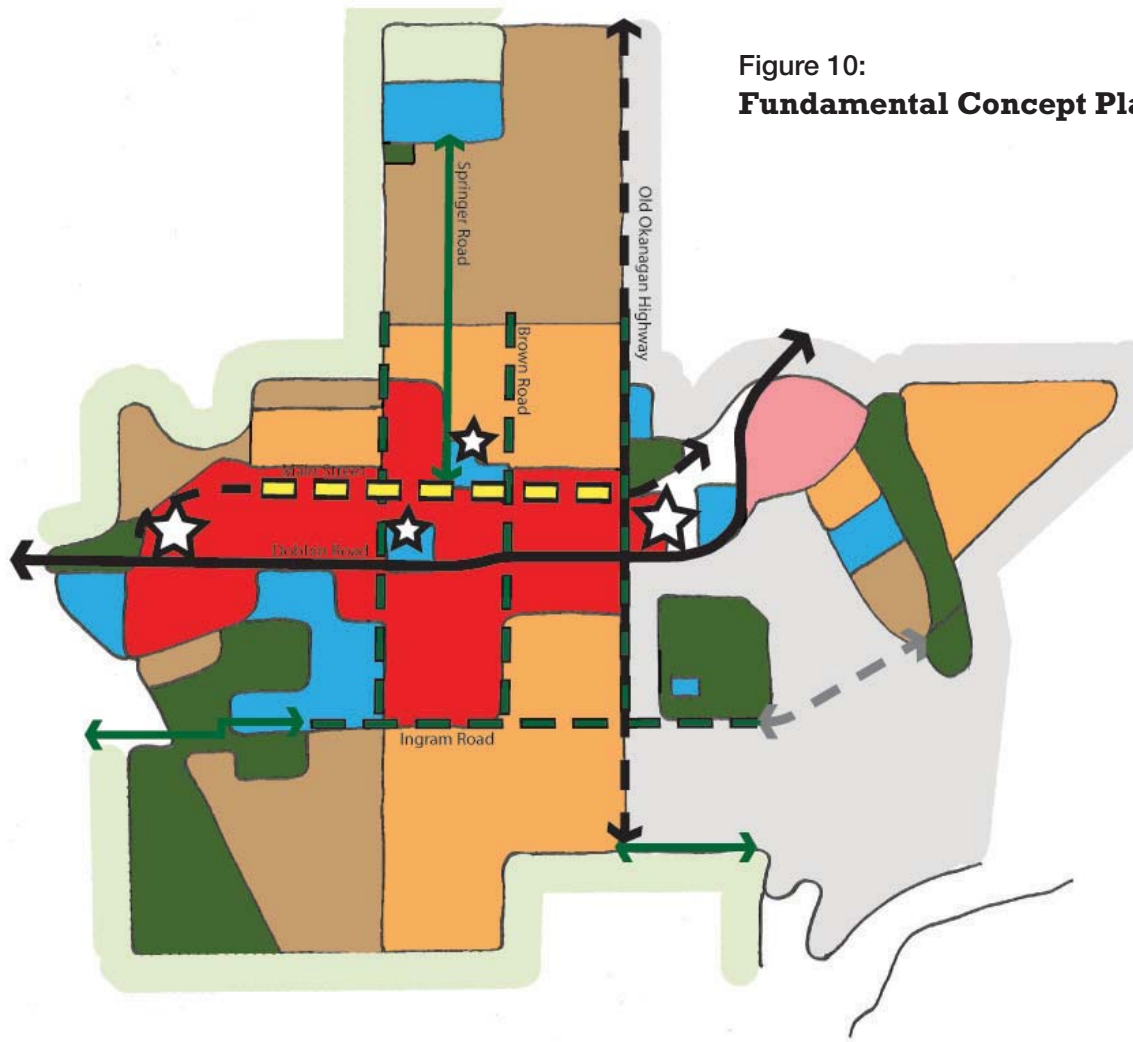 Figure 10:
Fundamental Concept Pla
Springer Road
Old Okanagan Highway
Brown Road
Main Street
Dobbin Road
Ingram Road